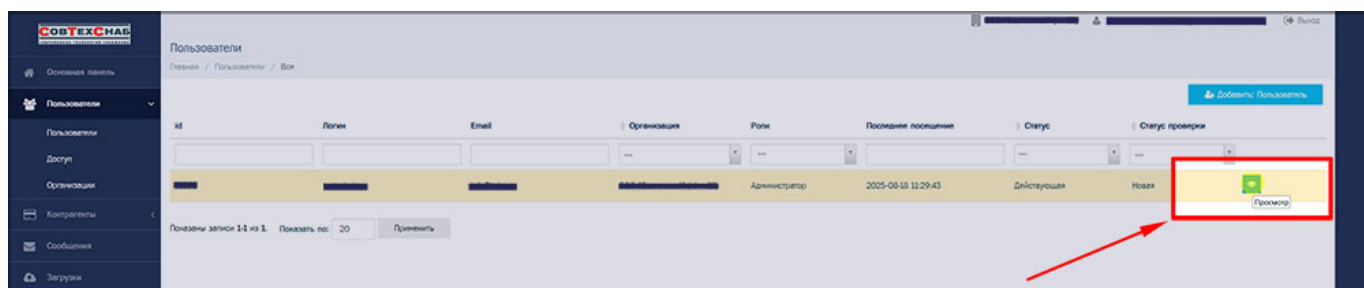 СОВТЕХСНАБ
Выход
Пользователи
Главная / Пользователи / Все
Основная панель
Пользователи
Пользователи
Доступ
Организации
Контрагенты
Сообщения
Загрузки
Добавить: Пользователь
id Логин Email Организация Роли Последнее посещение Статус Статус проверки
--- --- --- ---
Администратор 2025-08-18 11:29:43 Действующая Новая
Просмотр
Показаны записи 1-1 из 1. Показать по: 20 Применить